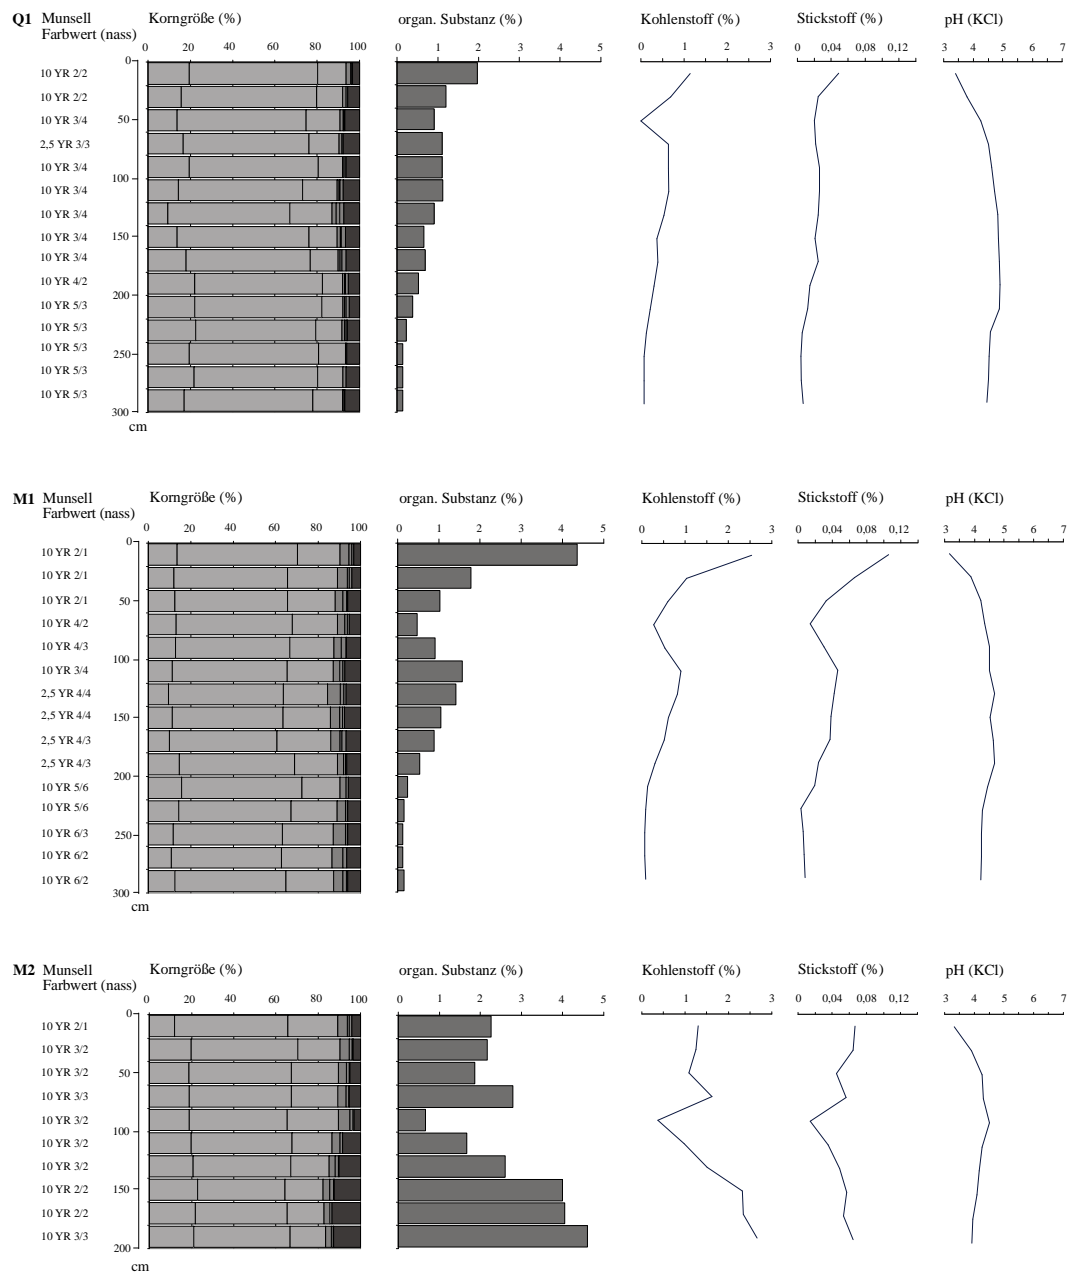 Q1 Munsell Korngröße (%) organ. Substanz (%) Kohlenstoff (%) Stickstoff (%) pH (KCl)
Farbwert (nass)
0 20 40 60 80 100 0 1 2 3 4 5 0 1 2 3 0 0,04 0,08 0,12 3 4 5 6 7
0
10 YR 2/2
10 YR 2/2
50
10 YR 3/4
2,5 YR 3/3
10 YR 3/4
100
10 YR 3/4
10 YR 3/4
150
10 YR 3/4
10 YR 3/4
10 YR 4/2
200
10 YR 5/3
10 YR 5/3
10 YR 5/3
250
10 YR 5/3
10 YR 5/3
300
cm
M1 Munsell Korngröße (%) organ. Substanz (%) Kohlenstoff (%) Stickstoff (%) pH (KCl)
Farbwert (nass)
0 20 40 60 80 100 0 1 2 3 4 5 0 1 2 3 0 0,04 0,08 0,12 3 4 5 6 7
0
10 YR 2/1
10 YR 2/1
50
10 YR 2/1
10 YR 4/2
10 YR 4/3
100
10 YR 3/4
2,5 YR 4/4
150
2,5 YR 4/4
2,5 YR 4/3
2,5 YR 4/3
200
10 YR 5/6
10 YR 5/6
10 YR 6/3
250
10 YR 6/2
10 YR 6/2
300
cm
M2 Munsell Korngröße (%) organ. Substanz (%) Kohlenstoff (%) Stickstoff (%) pH (KCl)
Farbwert (nass)
0 20 40 60 80 100 0 1 2 3 4 5 0 1 2 3 0 0,04 0,08 0,12 3 4 5 6 7
0
10 YR 2/1
10 YR 3/2
50
10 YR 3/2
10 YR 3/3
10 YR 3/2
100
10 YR 3/2
10 YR 3/2
150
10 YR 2/2
10 YR 2/2
10 YR 3/3
200
cm